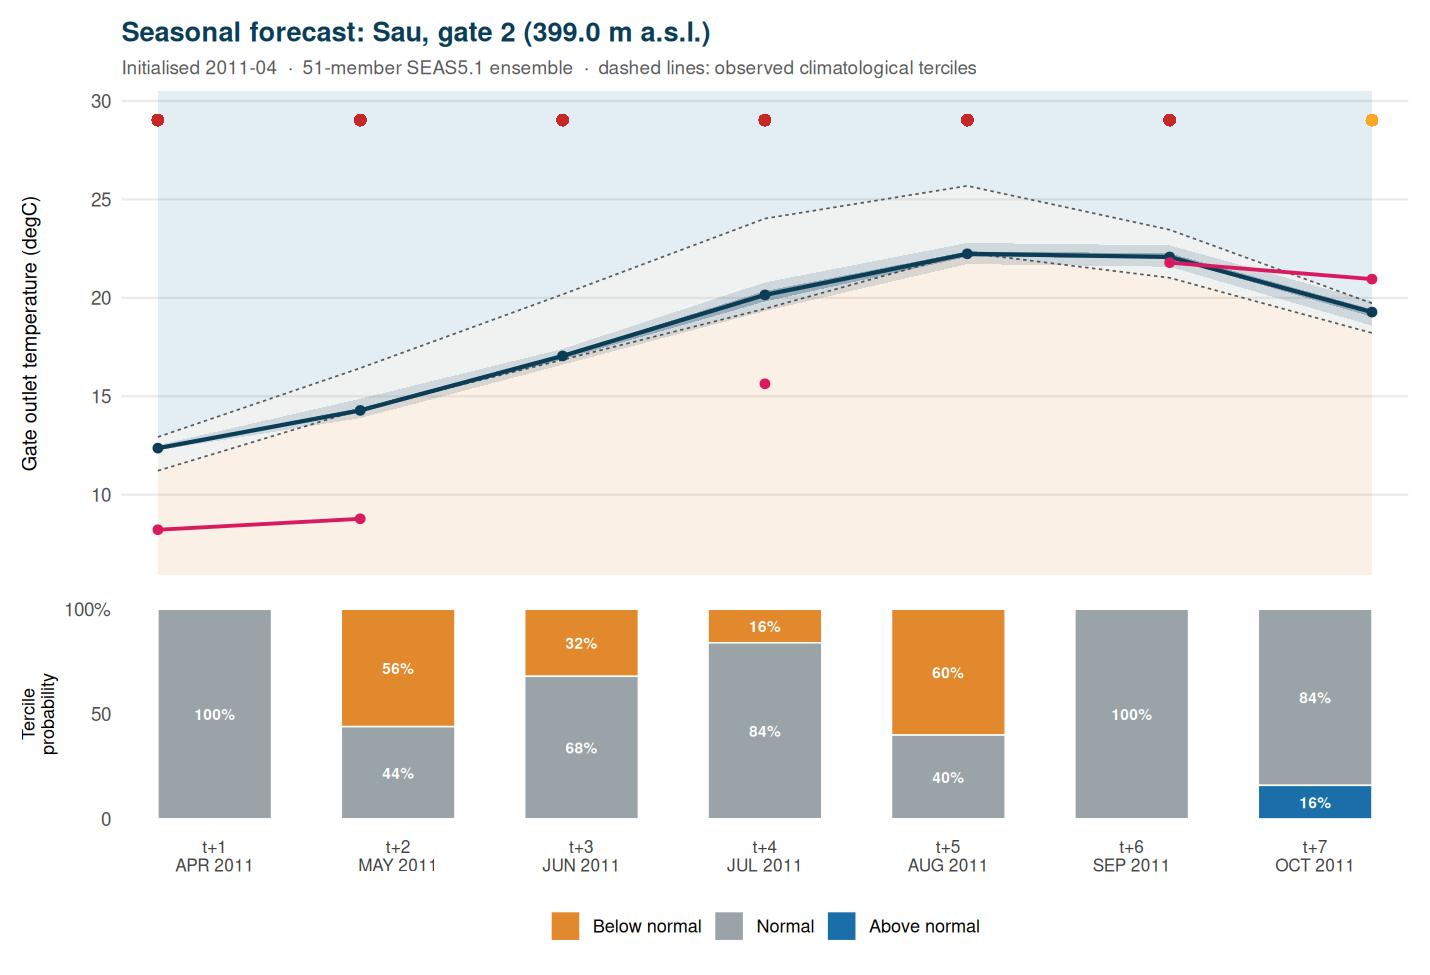 Seasonal forecast: Sau, gate 2 (399.0 m a.s.l.)
Initialised 2011-04 · 51-member SEAS5.1 ensemble · dashed lines: observed climatological terciles
Gate outlet temperature (degC)
30
25
20
15
10
Tercile
probability
100%
50
0
100%
56%
44%
32%
68%
16%
84%
60%
40%
100%
84%
16%
t+1
APR 2011
t+2
MAY 2011
t+3
JUN 2011
t+4
JUL 2011
t+5
AUG 2011
t+6
SEP 2011
t+7
OCT 2011
Below normal
Normal
Above normal